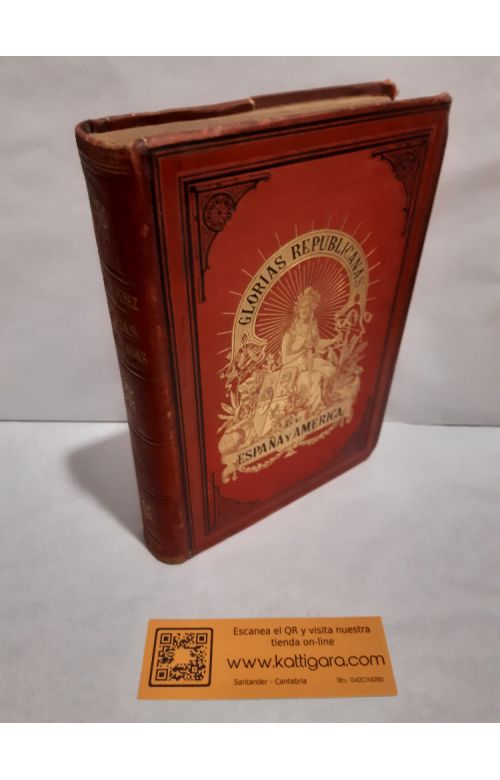 GLORIAS REPUBLICANAS
ESPAÑA Y AMERICA
Escanea el QR y visita nuestra
tienda on-line
www.kattigara.com
Santander - Cantabria